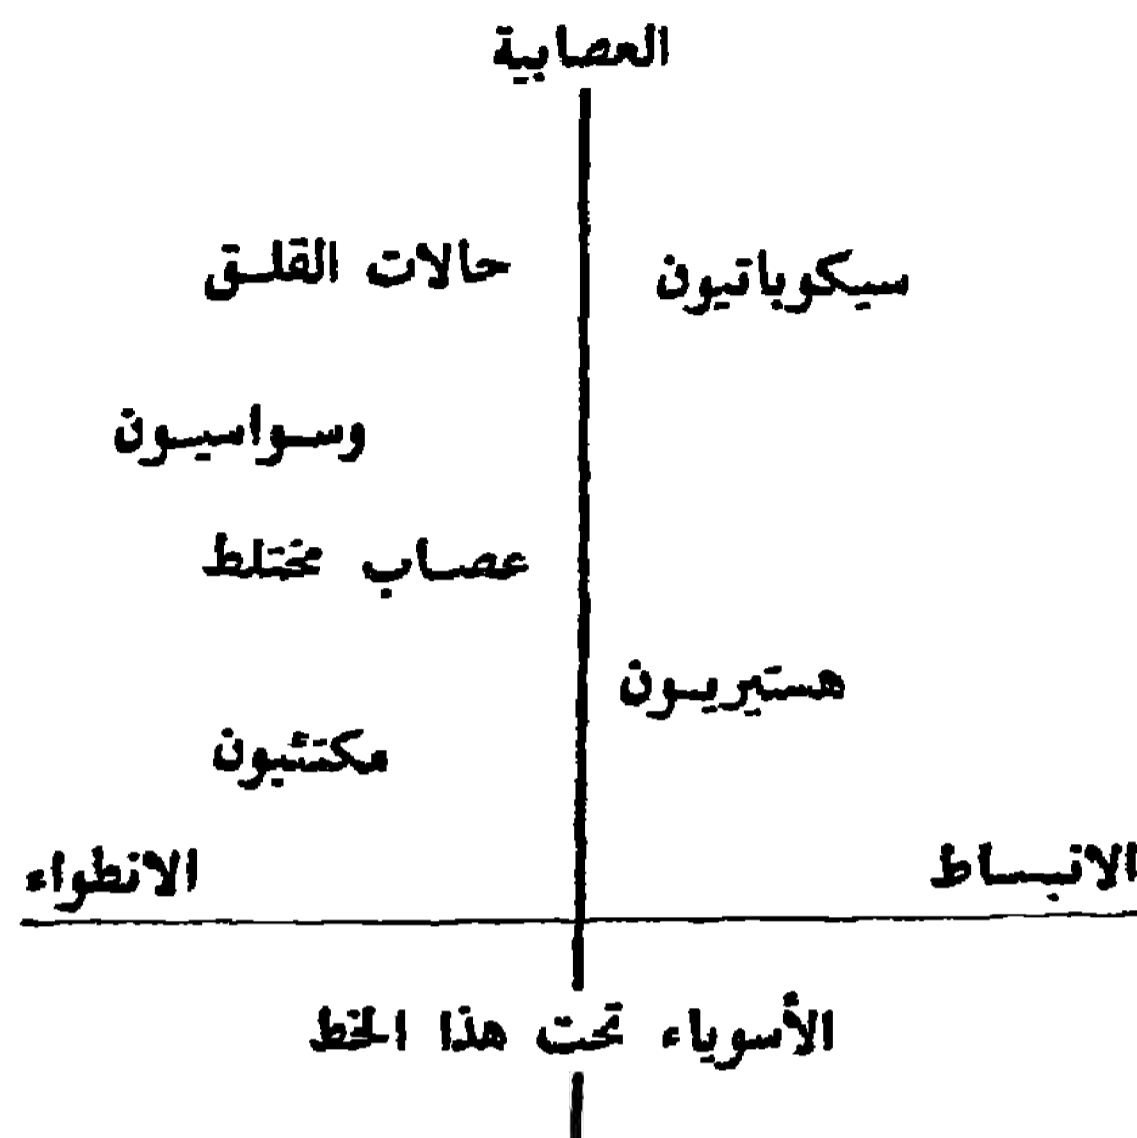 العصابية
حالات القلق
سيكوباتيون
وسواسيون
عصاب مختلط
هستيريون
مكتئبون
الانطواء
الانبساط
الأسوياء تحت هذا الخط